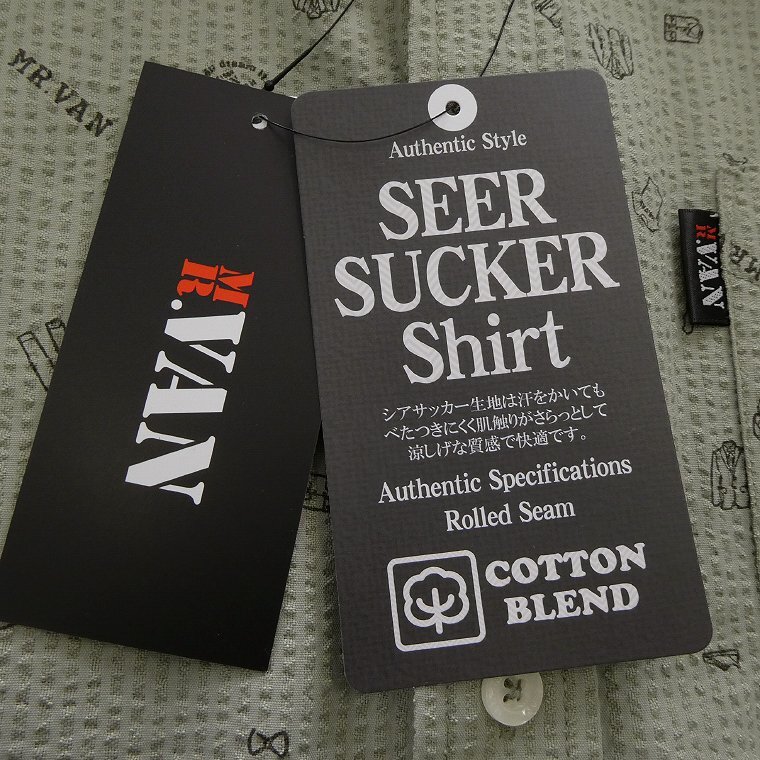 MR.VAN
MR.VAN
Authentic Style
SEER
SUCKER
Shirt
シアサッカー生地は汗をかいても
べたつきにくく肌触りがさらっとして
涼しげな質感で快適です。
Authentic Specifications
Rolled Seam
COTTON
BLEND
MR.VAN